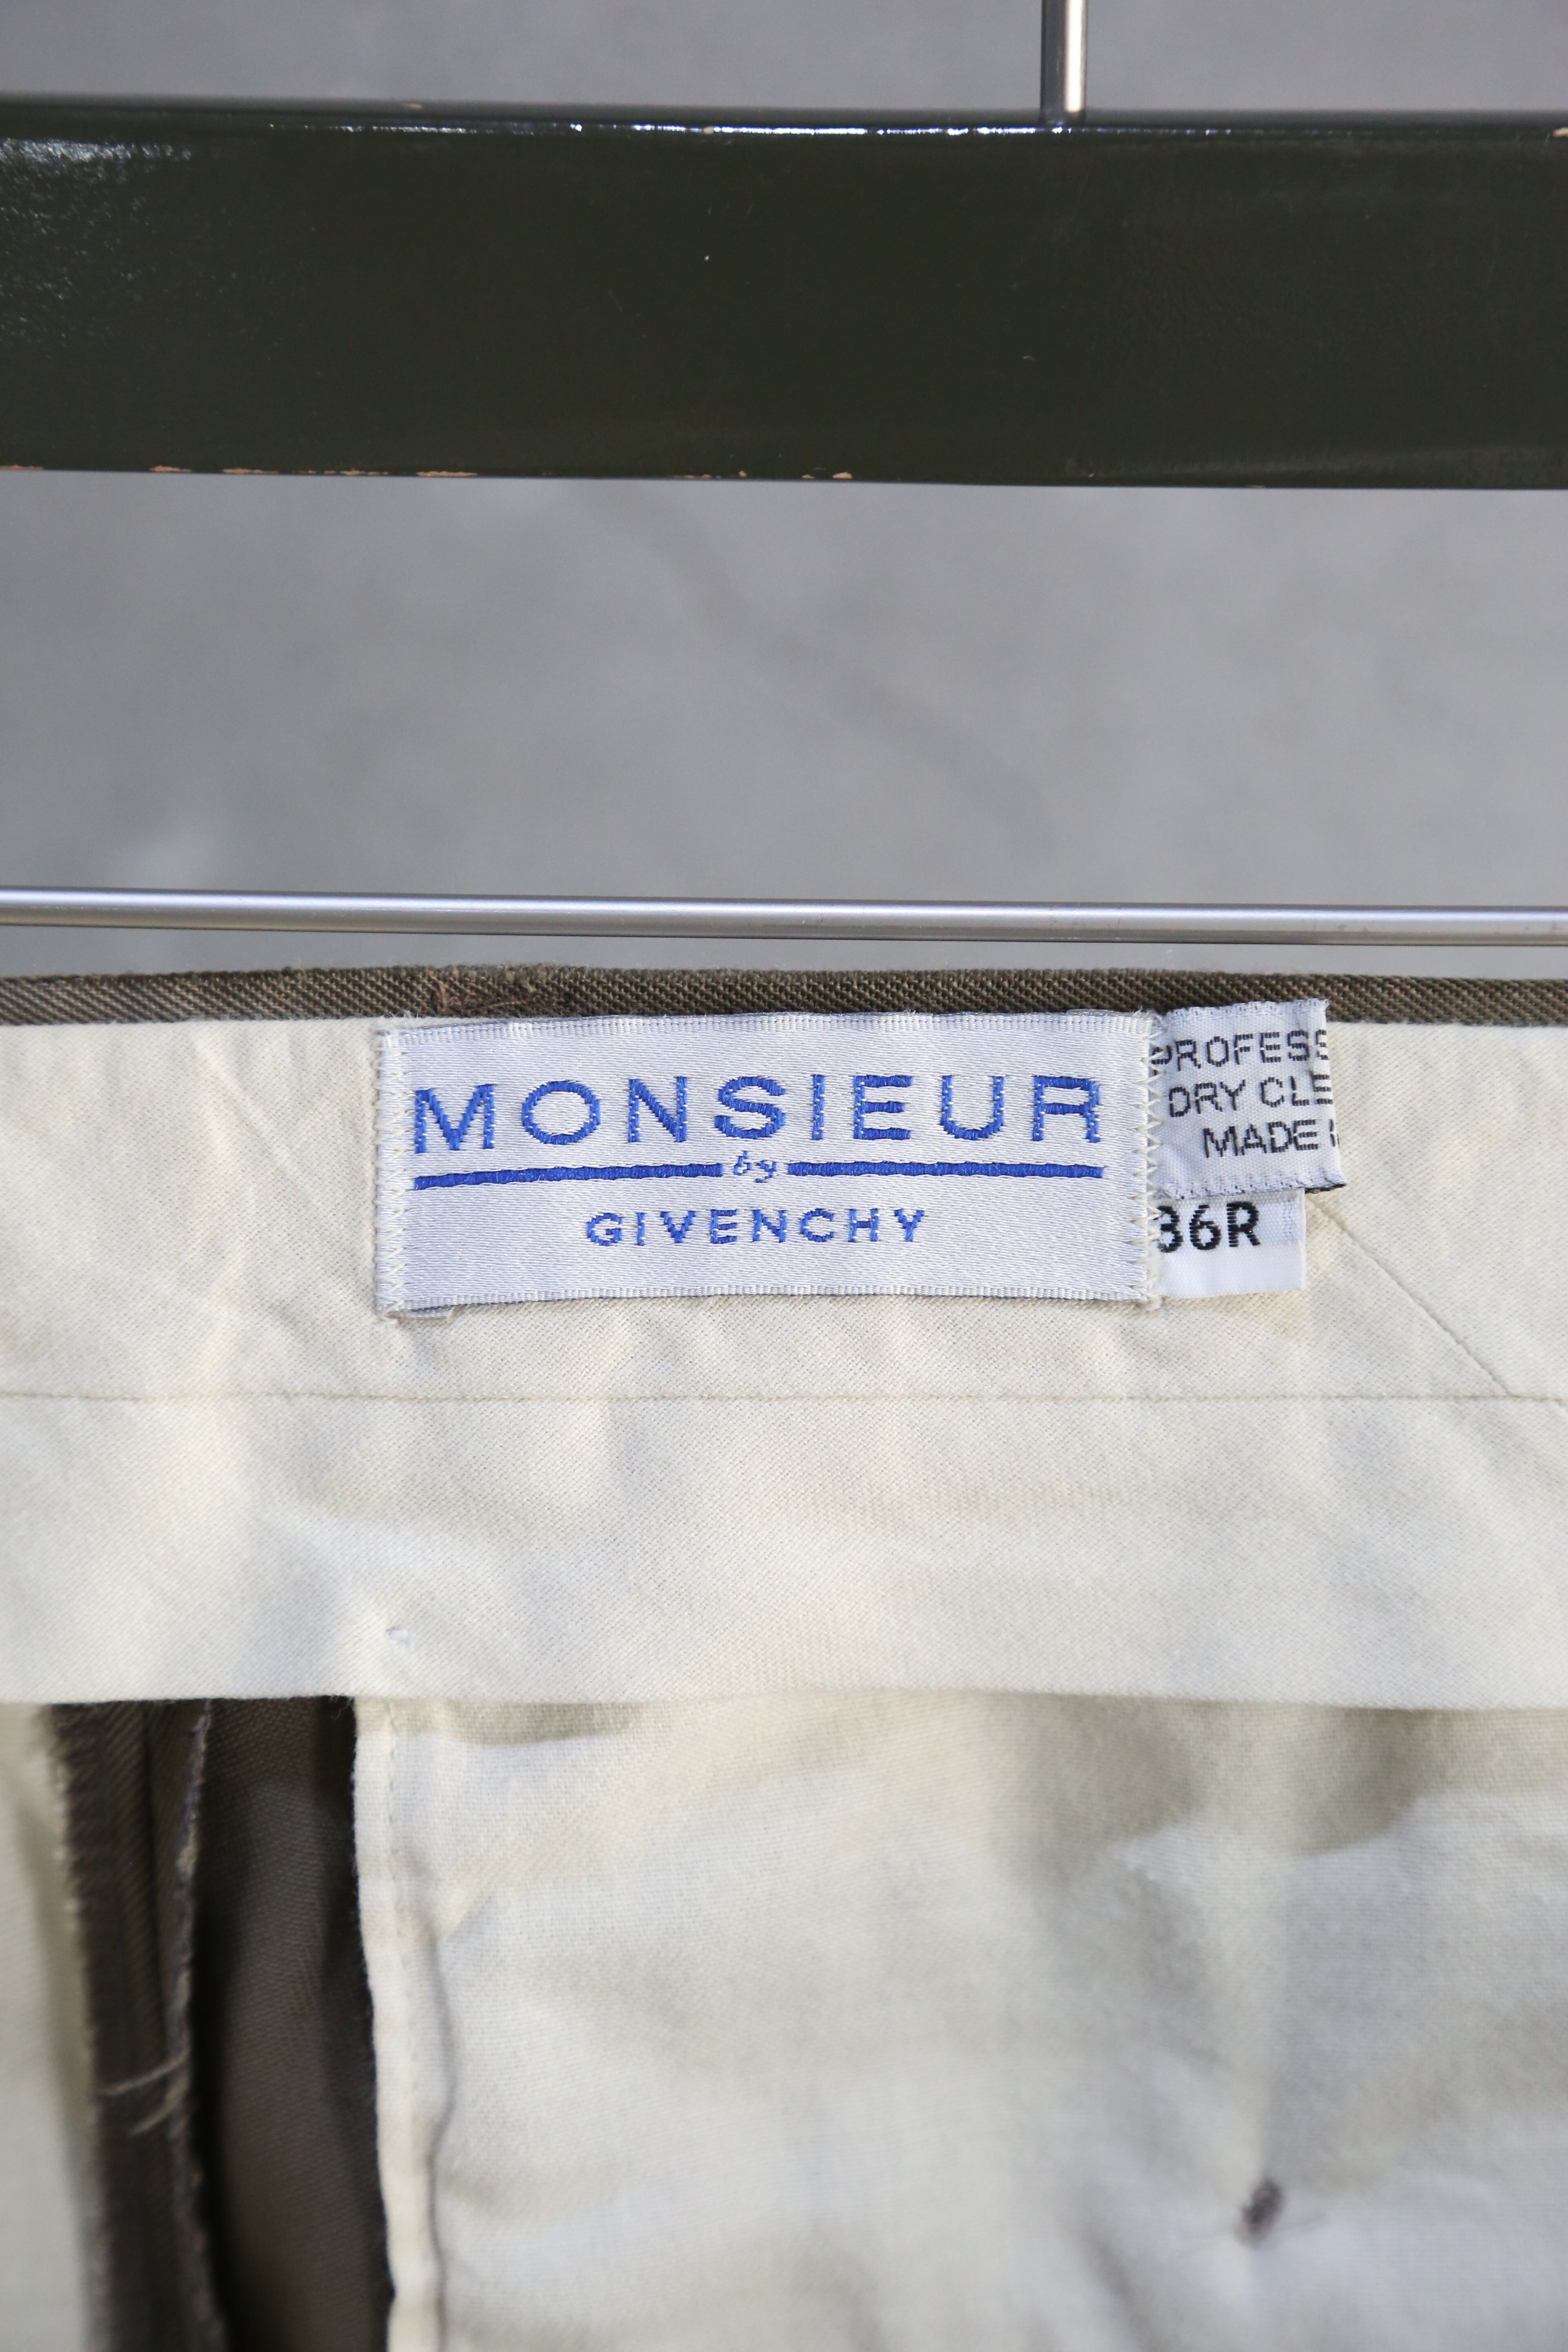 MONSIEUR
by
GIVENCHY
PROFESS
DRY CLE
MADE
36R